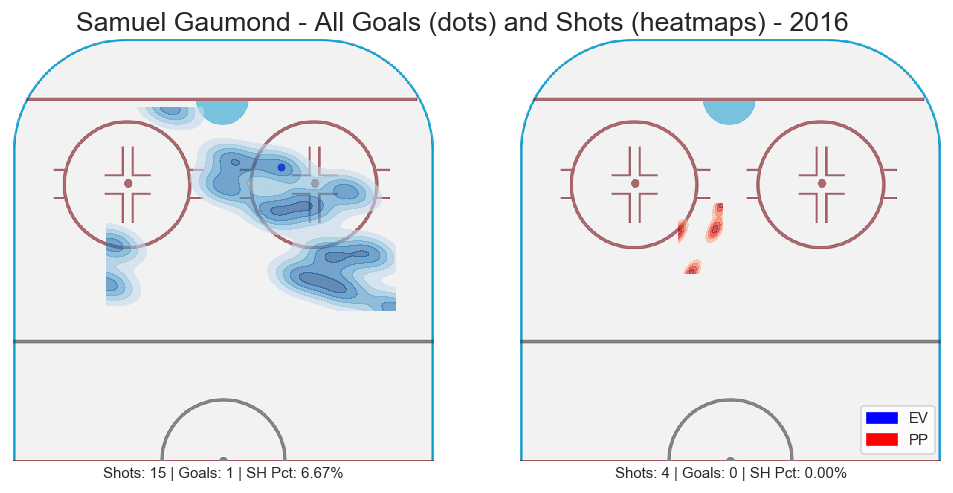 Samuel Gaumond - All Goals (dots) and Shots (heatmaps) - 2016
EV
PP
Shots: 15 | Goals: 1 | SH Pct: 6.67%
Shots: 4 | Goals: 0 | SH Pct: 0.00%